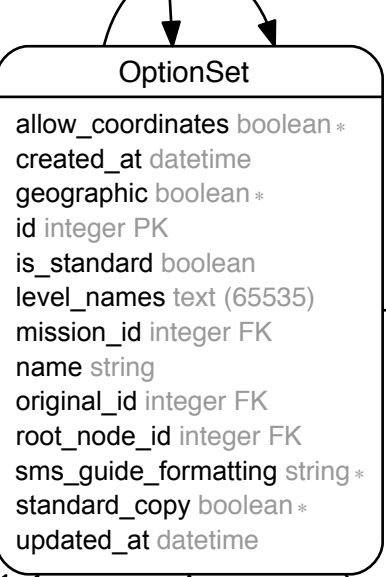 OptionSet
allow_coordinates boolean *
created_at datetime
geographic boolean *
id integer PK
is_standard boolean
level_names text (65535)
mission_id integer FK
name string
original_id integer FK
root_node_id integer FK
sms_guide_formatting string *
standard_copy boolean *
updated_at datetime